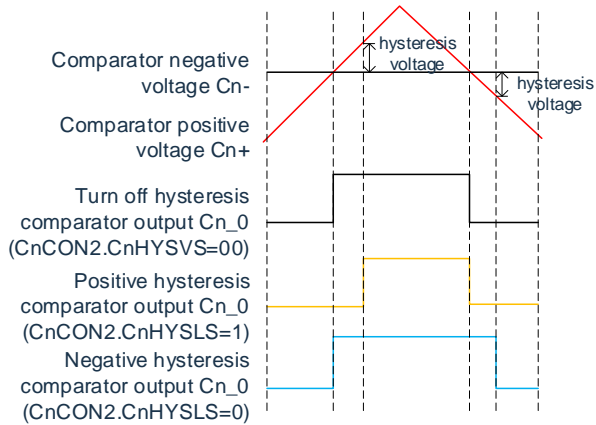 hysteresis
voltage
Comparator negative
voltage Cn-
hysteresis
voltage
Comparator positive
voltage Cn+
Turn off hysteresis
comparator output Cn_0
(CnCON2.CnHYSVS=00)
Positive hysteresis
comparator output Cn_0
(CnCON2.CnHYSLS=1)
Negative hysteresis
comparator output Cn_0
(CnCON2.CnHYSLS=0)